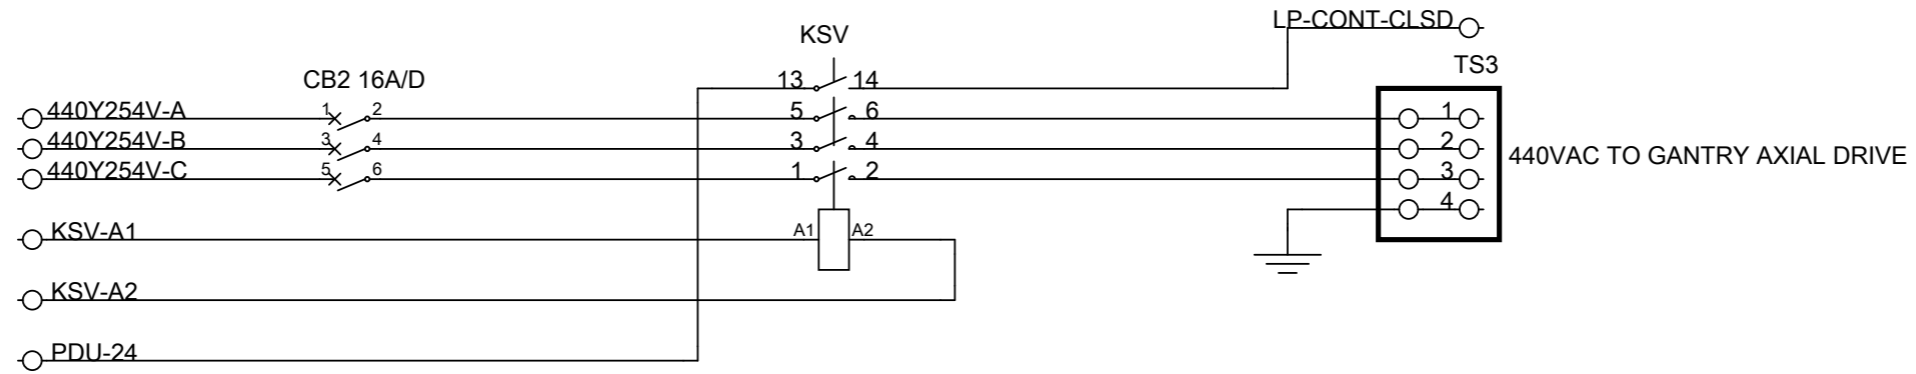 LP-CONT-CLSD
KSV
TS3
CB2 16A/D
13 14
440Y254V-A 1 2 5 6 1
440Y254V-B 3 4 3 4 2
440VAC TO GANTRY AXIAL DRIVE
440Y254V-C 5 6 1 2 3
4
KSV-A1 A1 A2
KSV-A2
PDU-24